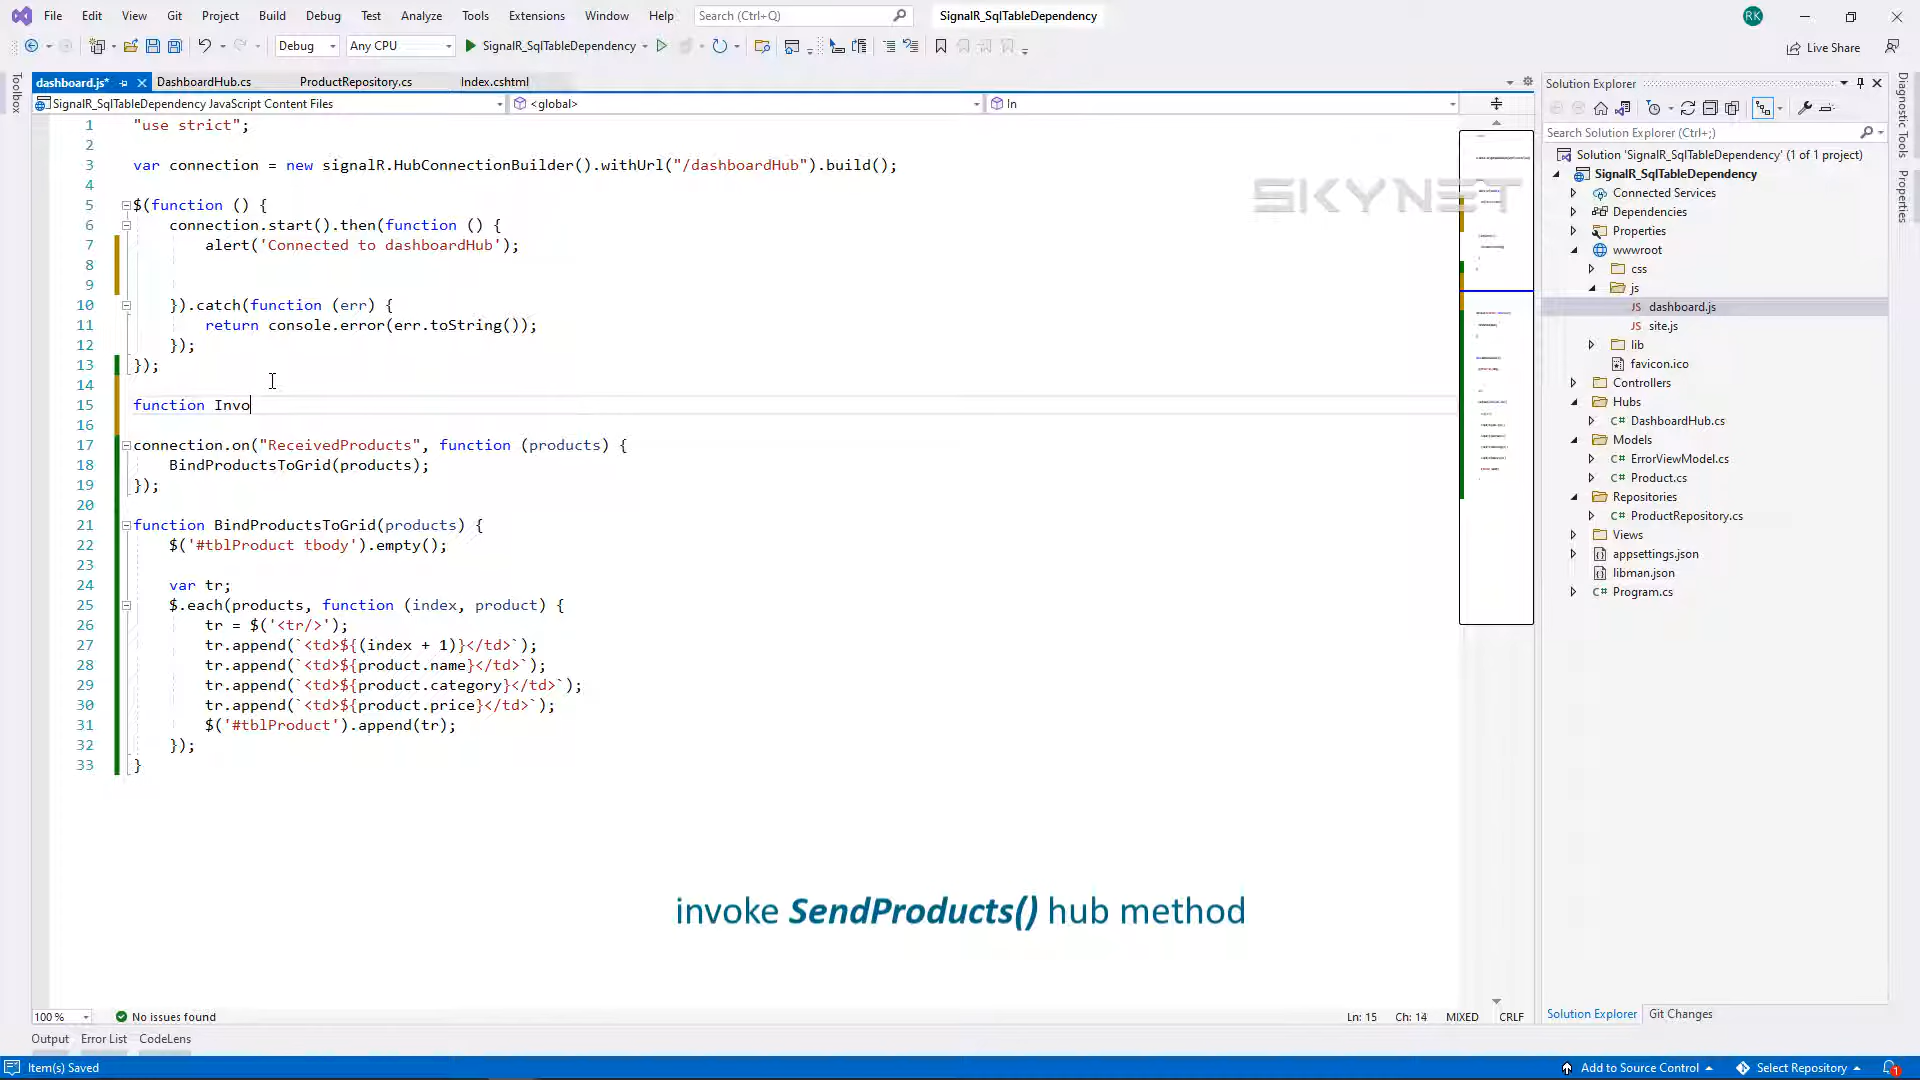 File Edit View Git Project Build Debug Test Analyze Tools Extensions Window Help Search (Ctrl+Q) SignalR_SqlTableDependency RK
Debug Any CPU SignalR_SqlTableDependency Live Share
dashboard.js* DashboardHub.cs ProductRepository.cs Index.cshtml
SignalR_SqlTableDependency JavaScript Content Files <global> In
Toolbox
1 "use strict";
2
3 var connection = new signalR.HubConnectionBuilder().withUrl("/dashboardHub").build();
4
5 $(function () {
6 connection.start().then(function () {
7 alert('Connected to dashboardHub');
8
9
10 }).catch(function (err) {
11 return console.error(err.toString());
12 });
13 });
14
15 function Invo
16
17 connection.on("ReceivedProducts", function (products) {
18 BindProductsToGrid(products);
19 });
20
21 function BindProductsToGrid(products) {
22 $('#tblProduct tbody').empty();
23
24 var tr;
25 $.each(products, function (index, product) {
26 tr = $('<tr/>');
27 tr.append(`<td>${(index + 1)}</td>`);
28 tr.append(`<td>${product.name}</td>`);
29 tr.append(`<td>${product.category}</td>`);
30 tr.append(`<td>${product.price}</td>`);
31 $('#tblProduct').append(tr);
32 });
33 }
SKYNET
invoke SendProducts() hub method
100 % No issues found Ln: 15 Ch: 14 MIXED CRLF
Output Error List CodeLens
Solution Explorer
Search Solution Explorer (Ctrl+;)
Solution 'SignalR_SqlTableDependency' (1 of 1 project)
SignalR_SqlTableDependency
Connected Services
Dependencies
Properties
wwwroot
css
js
JS dashboard.js
JS site.js
lib
favicon.ico
Controllers
Hubs
C# DashboardHub.cs
Models
C# ErrorViewModel.cs
C# Product.cs
Repositories
C# ProductRepository.cs
Views
appsettings.json
libman.json
C# Program.cs
Solution Explorer Git Changes
Diagnostic Tools
Properties
Item(s) Saved Add to Source Control Select Repository 1